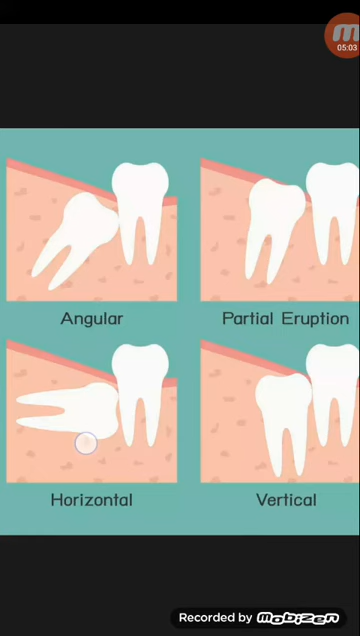 05:03
Angular
Partial Eruption
Horizontal
Vertical
Recorded by Mobizen